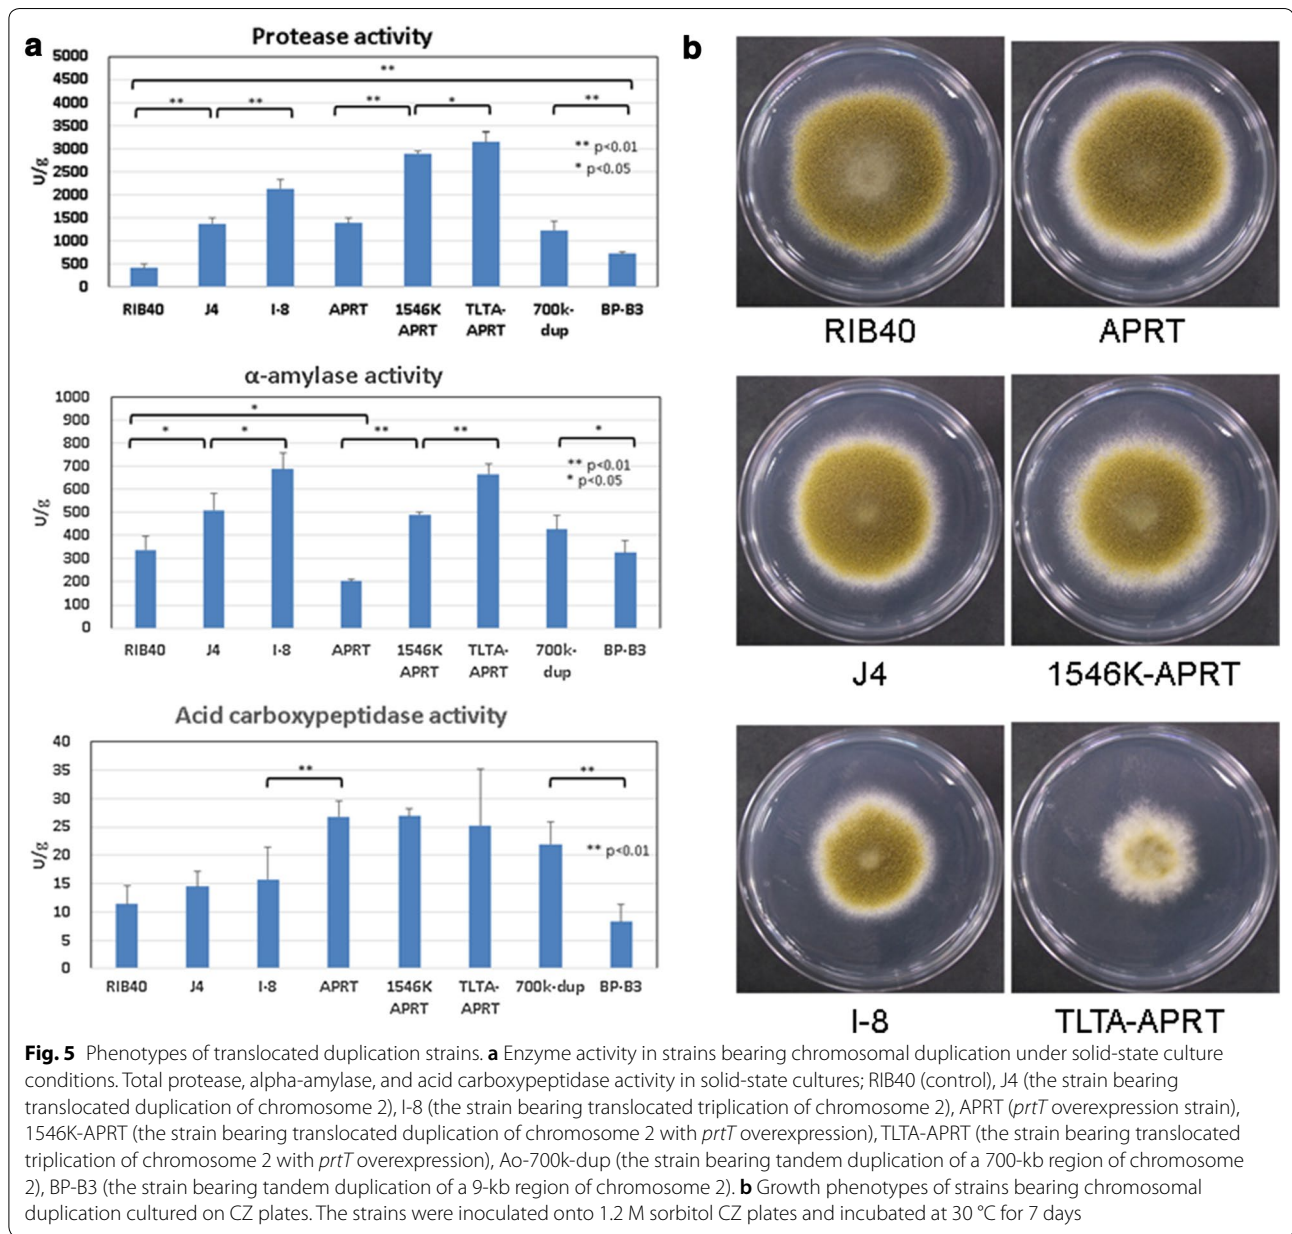 a
Protease activity
5000
4500
4000
3500
3000
2500
2000
1500
1000
500
0
U/g
**
** ** ** * **
** p<0.01
* p<0.05
RIB40 J4 I-8 APRT 1546K APRT TLTA-APRT 700k-dup BP-B3
α-amylase activity
1000
900
800
700
600
500
400
300
200
100
0
U/g
*
* * ** ** *
** p<0.01
* p<0.05
RIB40 J4 I-8 APRT 1546K APRT TLTA-APRT 700k-dup BP-B3
Acid carboxypeptidase activity
40
35
30
25
20
15
10
5
0
U/g
** **
** p<0.01
RIB40 J4 I-8 APRT 1546K APRT TLTA-APRT 700k-dup BP-B3
b
RIB40 APRT
J4 1546K-APRT
I-8 TLTA-APRT
Fig. 5 Phenotypes of translocated duplication strains. a Enzyme activity in strains bearing chromosomal duplication under solid-state culture
conditions. Total protease, alpha-amylase, and acid carboxypeptidase activity in solid-state cultures; RIB40 (control), J4 (the strain bearing
translocated duplication of chromosome 2), I-8 (the strain bearing translocated triplication of chromosome 2), APRT (prtT overexpression strain),
1546K-APRT (the strain bearing translocated duplication of chromosome 2 with prtT overexpression), TLTA-APRT (the strain bearing translocated
triplication of chromosome 2 with prtT overexpression), Ao-700k-dup (the strain bearing tandem duplication of a 700-kb region of chromosome
2), BP-B3 (the strain bearing tandem duplication of a 9-kb region of chromosome 2). b Growth phenotypes of strains bearing chromosomal
duplication cultured on CZ plates. The strains were inoculated onto 1.2 M sorbitol CZ plates and incubated at 30 °C for 7 days